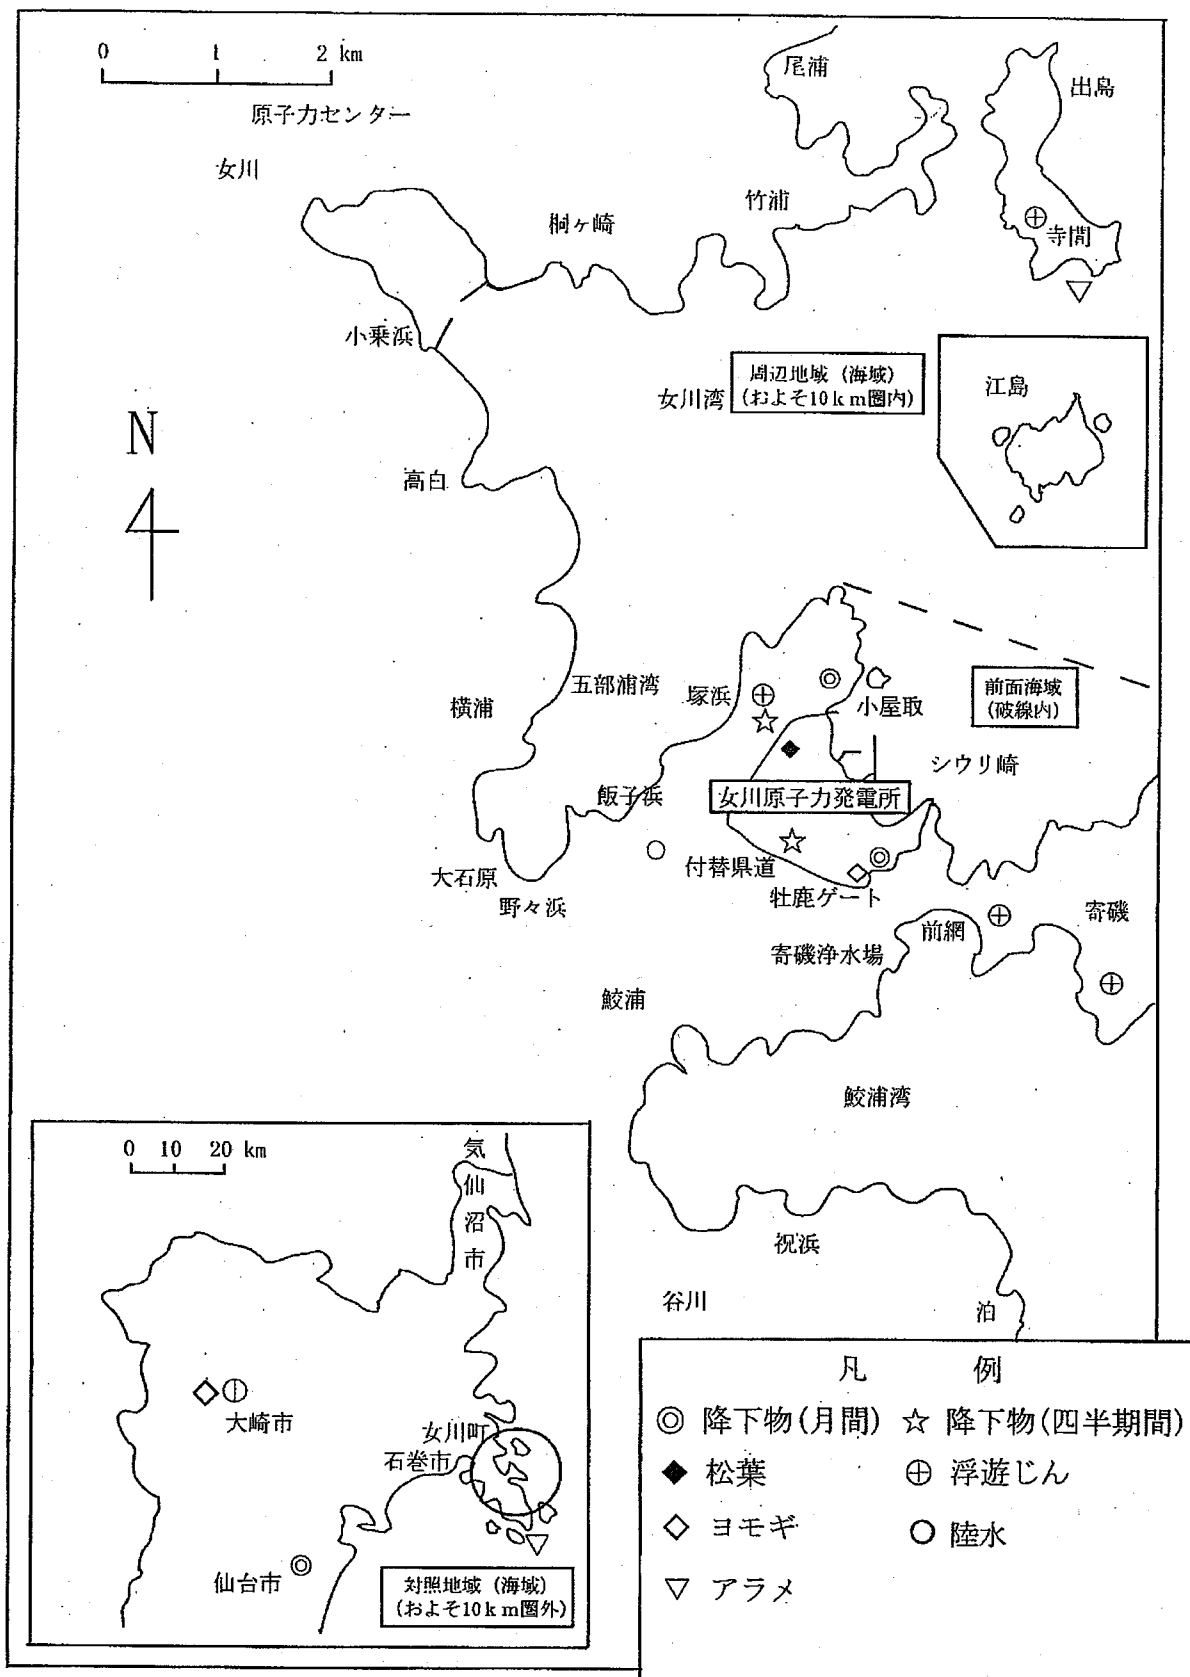 0 1 2 km
原子力センター
女川
尾浦
出島
竹浦
桐ヶ崎
寺間
小乗浜
女川湾
周辺地域 (海域)
(およそ10km圏内)
江島
N
高白
五部浦湾
横浦
塚浜
小屋取
前面海域
(破線内)
シウリ崎
飯子浜
女川原子力発電所
大石原
野々浜
付替県道
牡鹿ゲート
寄磯
前網
寄磯浄水場
鮫浦
鮫浦湾
祝浜
谷川
泊
0 10 20 km
気仙沼市
大崎市
女川町
石巻市
仙台市
対照地域 (海域)
(およそ10km圏外)
凡 例
◎ 降下物(月間) ☆ 降下物(四半期間)
◆ 松葉 ⊕ 浮遊じん
◇ ヨモギ ○ 陸水
▽ アラメ